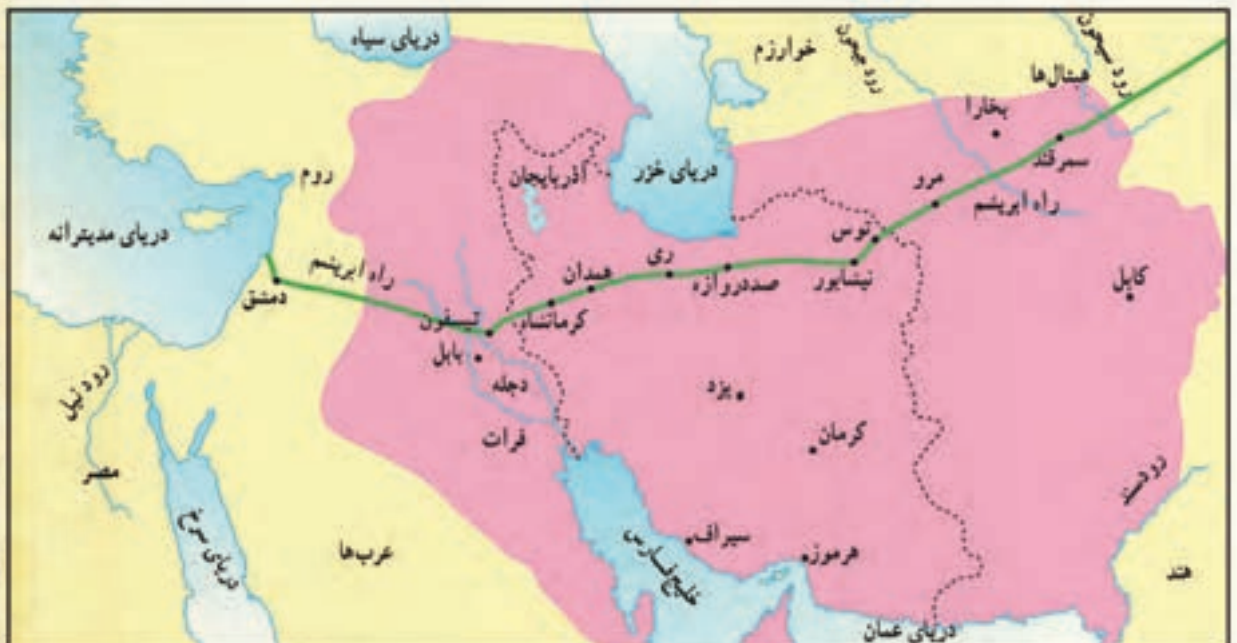 دریای سیاه
خوارزم
رود جیحون
رود سیحون
هپتال‌ها
بخارا
سمرقند
روم
آذربایجان
دریای خزر
مرو
راه ابریشم
دریای مدیترانه
توس
نیشابور
کابل
راه ابریشم
ری
همدان
صددروازه
دمشق
تیسفون
کرمانشاه
بابل
دجله
یزد
رود نیل
فرات
کرمان
رود سند
مصر
دریای سرخ
عرب‌ها
خلیج فارس
سیراف
هرموز
هند
دریای عمان